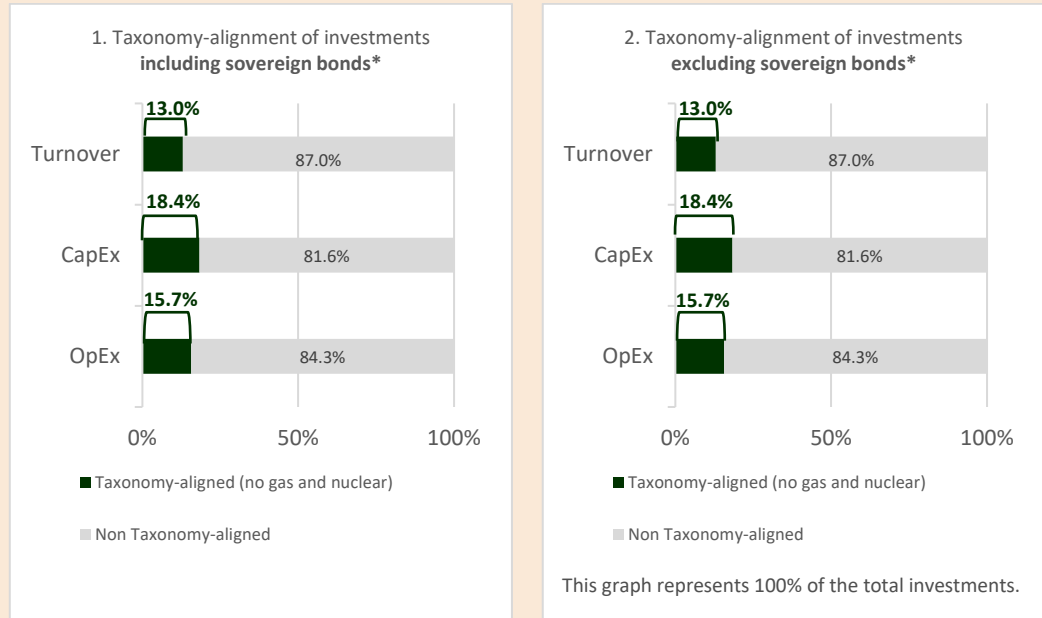 1. Taxonomy-alignment of investments
including sovereign bonds*
13.0%
Turnover
87.0%
18.4%
CapEx
81.6%
15.7%
OpEx
84.3%
0%
50%
100%
Taxonomy-aligned (no gas and nuclear)
Non Taxonomy-aligned
2. Taxonomy-alignment of investments
excluding sovereign bonds*
13.0%
Turnover
87.0%
18.4%
CapEx
81.6%
15.7%
OpEx
84.3%
0%
50%
100%
Taxonomy-aligned (no gas and nuclear)
Non Taxonomy-aligned
This graph represents 100% of the total investments.